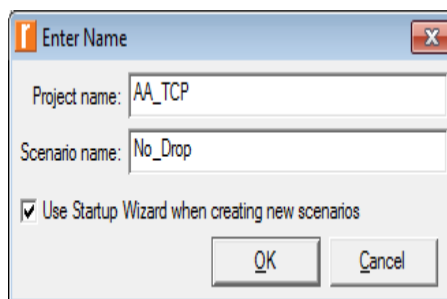 Enter Name
Project name: AA_TCP
Scenario name: No_Drop
Use Startup Wizard when creating new scenarios
OK Cancel